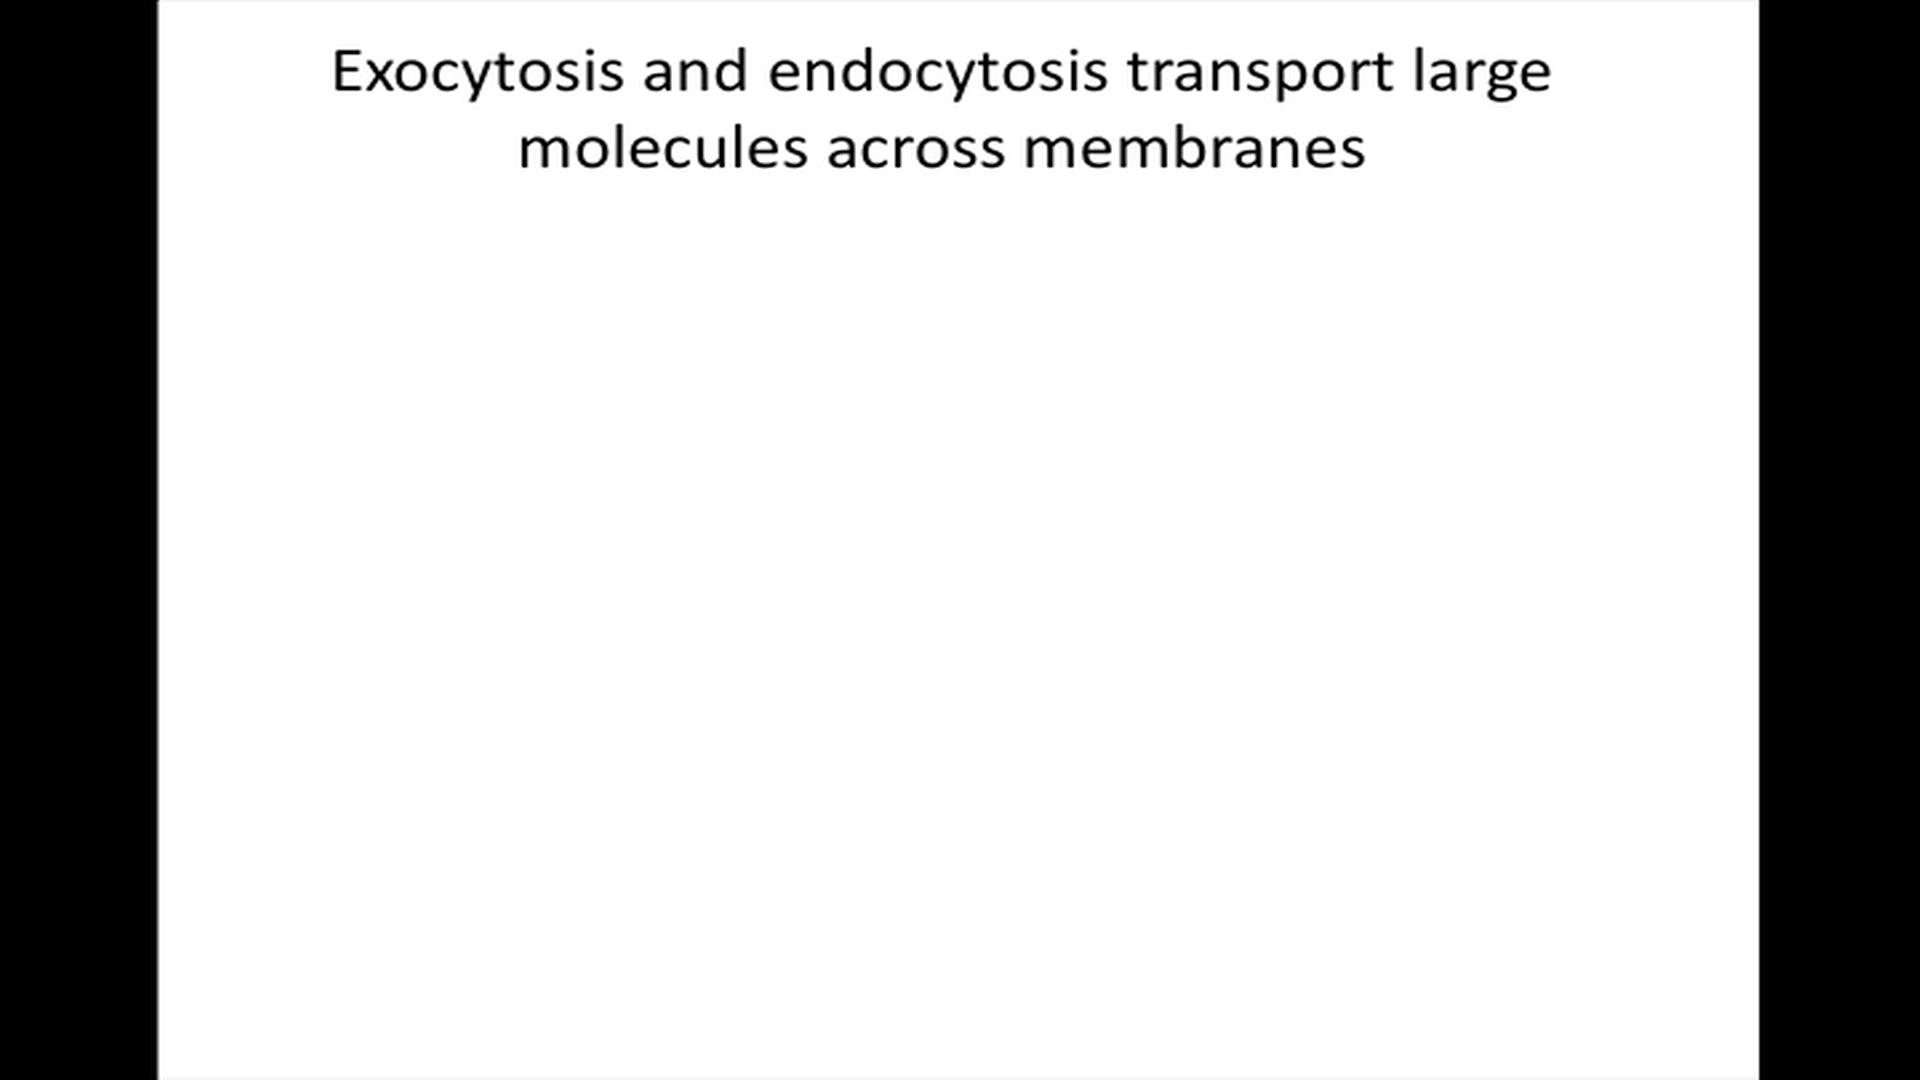 Exocytosis and endocytosis transport large
molecules across membranes